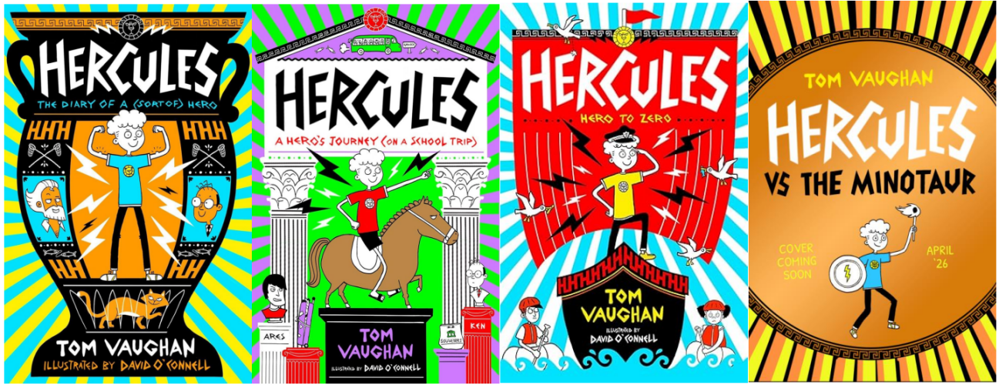 HERCULES
THE DIARY OF A (SORT OF) HERO
TOM VAUGHAN
ILLUSTRATED BY DAVID O'CONNELL
HERCULES
A HERO'S JOURNEY (ON A SCHOOL TRIP)
ARES
SOUVENIRS
KEN
TOM
VAUGHAN
ILLUSTRATED BY DAVID O'CONNELL
HERCULES
HERO TO ZERO
TOM
VAUGHAN
ILLUSTRATED BY
DAVID O'CONNELL
TOM VAUGHAN
HERCULES
VS THE MINOTAUR
COVER
COMING
SOON
APRIL
'26